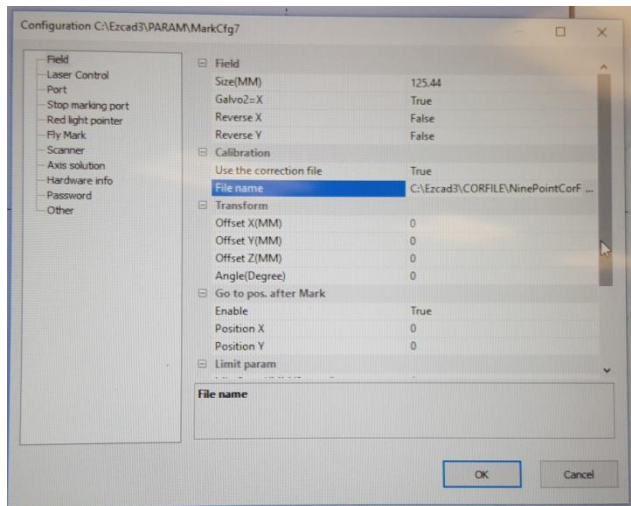 Configuration C:\Ezcad3\PARAM\MarkCfg7
Field
Laser Control
Port
Stop marking port
Red light pointer
Fly Mark
Scanner
Axis solution
Hardware info
Password
Other
Field
Size(MM) 125.44
Galvo2=X True
Reverse X False
Reverse Y False
Calibration
Use the correction file True
File name C:\Ezcad3\CORFILE\NinePointCorF ...
Transform
Offset X(MM) 0
Offset Y(MM) 0
Offset Z(MM) 0
Angle(Degree) 0
Go to pos. after Mark
Enable True
Position X 0
Position Y 0
Limit param
File name
OK Cancel